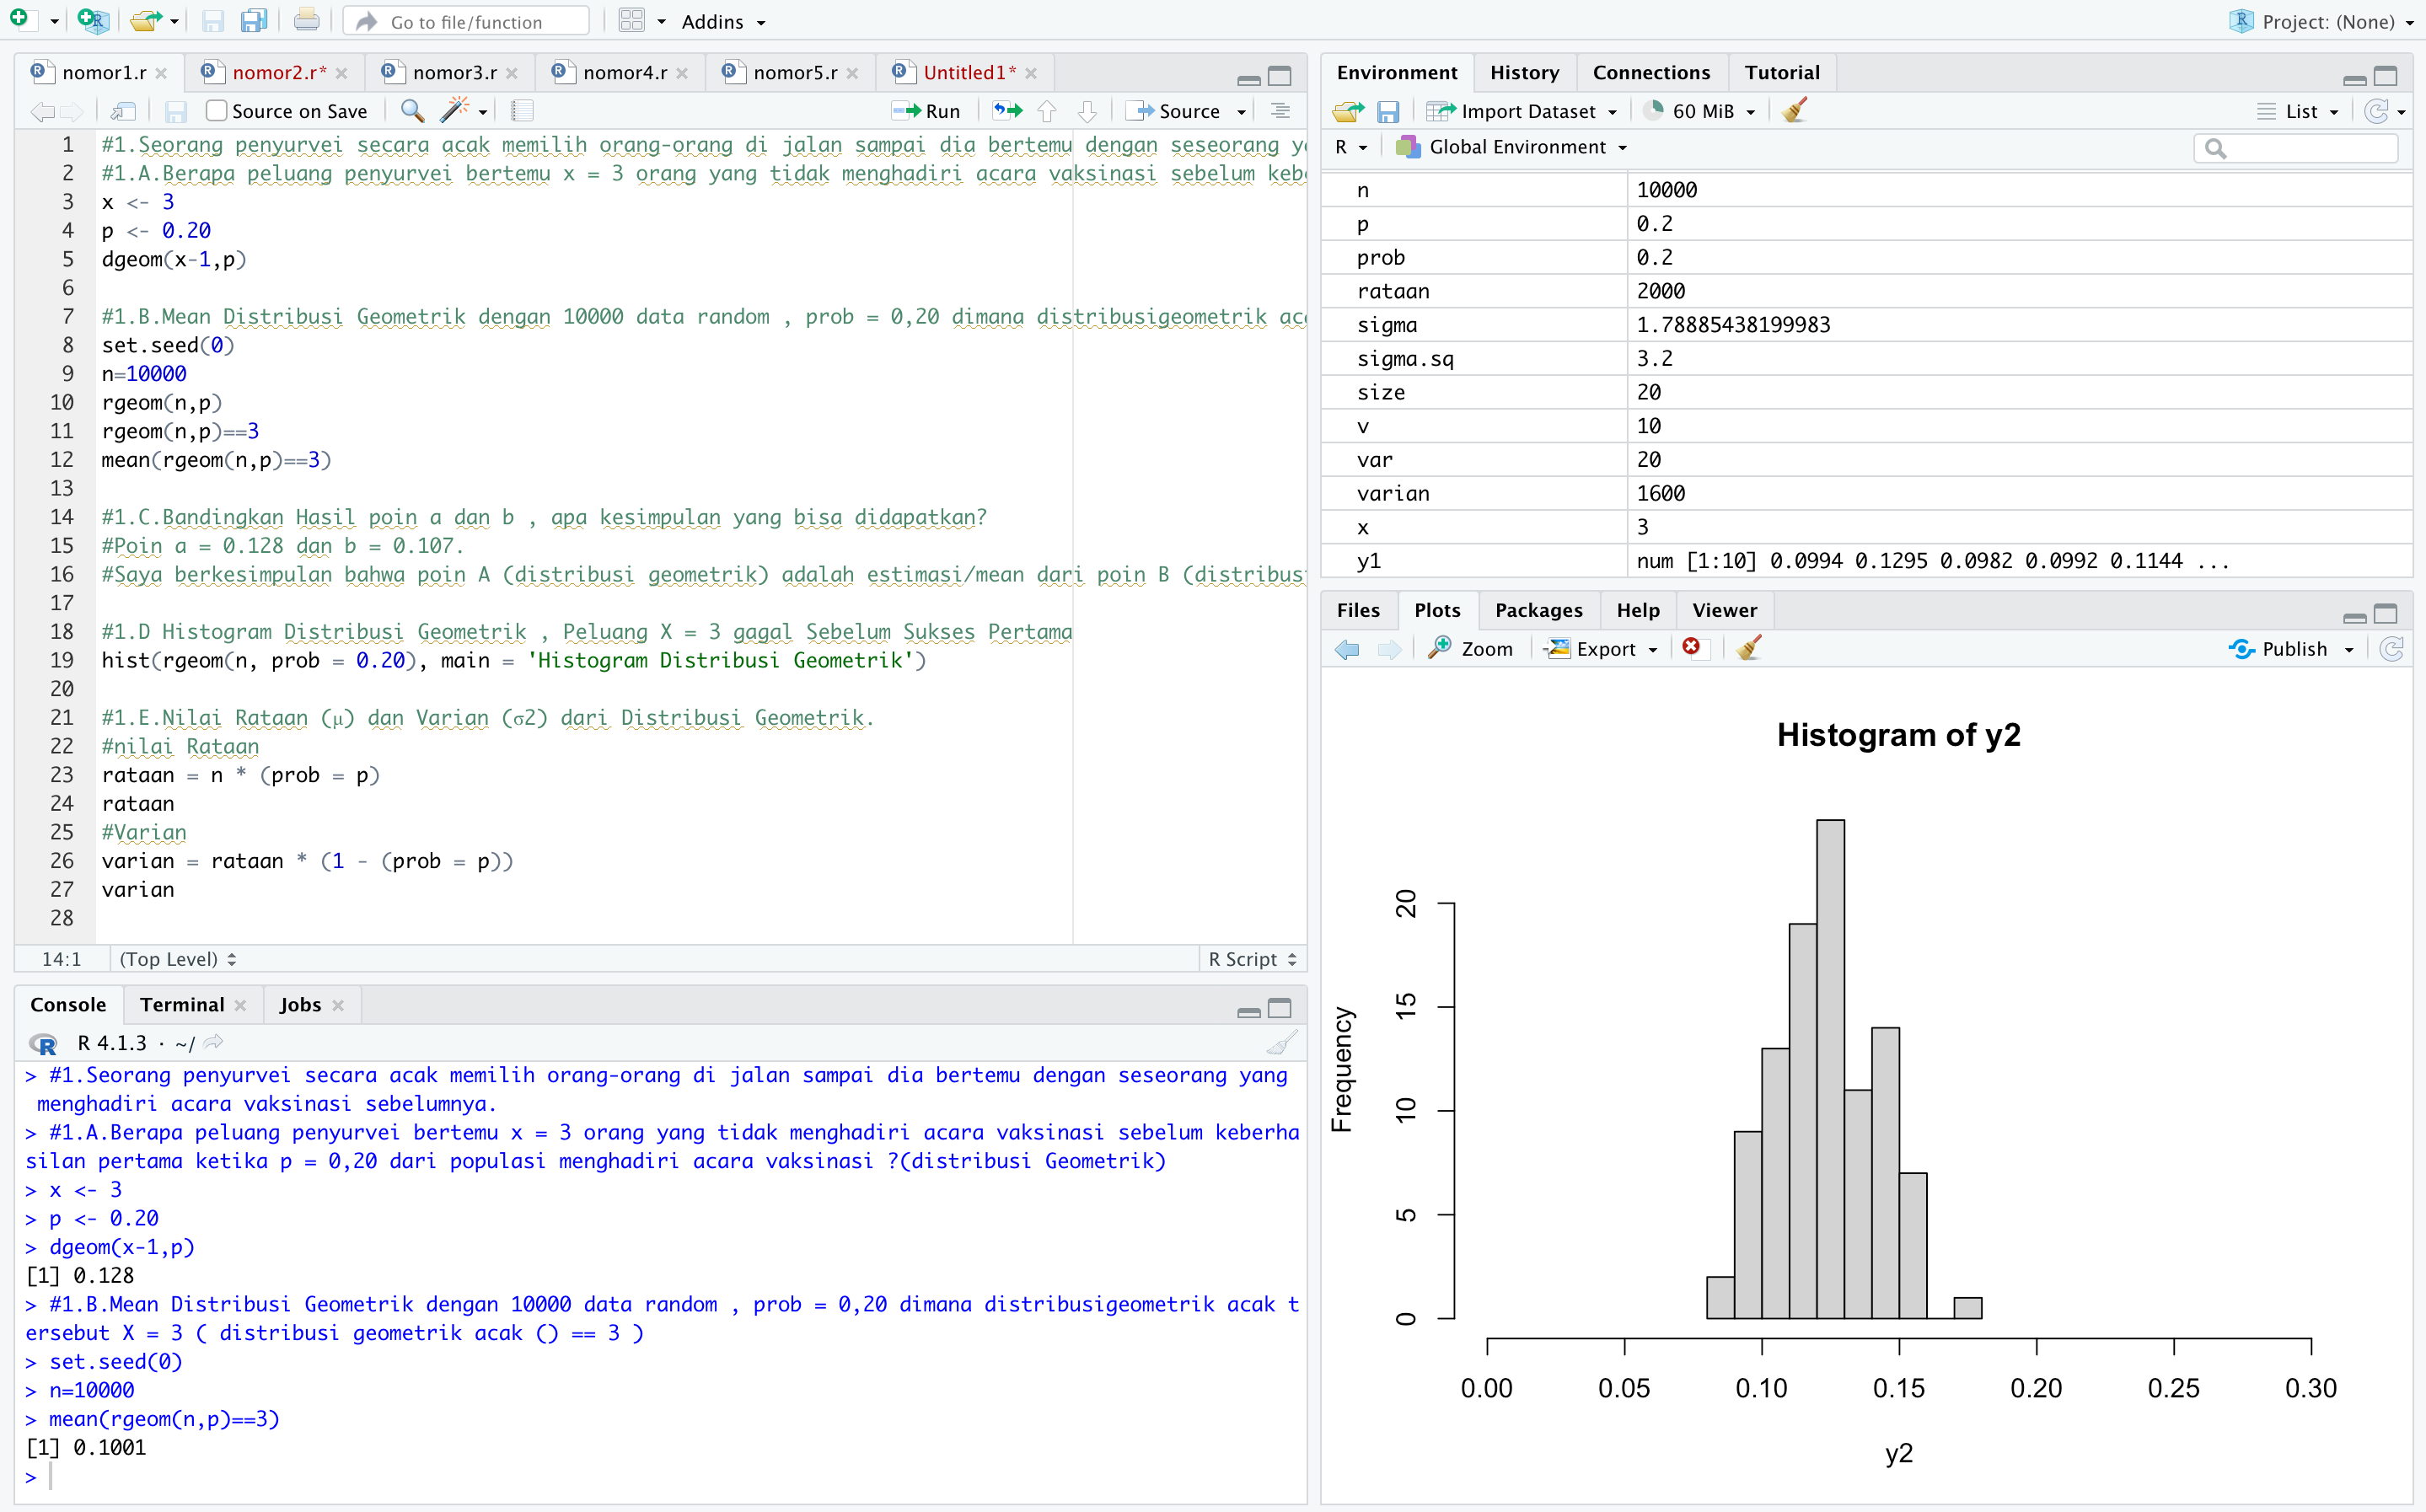 Go to file/function
Addins
Project: (None)
nomor1.r
nomor2.r*
nomor3.r
nomor4.r
nomor5.r
Untitled1*
Source on Save
Run
Source
1 #1.Seorang penyurvei secara acak memilih orang-orang di jalan sampai dia bertemu dengan seseorang
2 #1.A.Berapa peluang penyurvei bertemu x = 3 orang yang tidak menghadiri acara vaksinasi sebelum
3 x <- 3
4 p <- 0.20
5 dgeom(x-1,p)
6
7 #1.B.Mean Distribusi Geometrik dengan 10000 data random , prob = 0,20 dimana distribusigeometrik
8 set.seed(0)
9 n=10000
10 rgeom(n,p)
11 rgeom(n,p)==3
12 mean(rgeom(n,p)==3)
13
14 #1.C.Bandingkan Hasil poin a dan b , apa kesimpulan yang bisa didapatkan?
15 #Poin a = 0.128 dan b = 0.107.
16 #Saya berkesimpulan bahwa poin A (distribusi geometrik) adalah estimasi/mean dari poin B
17
18 #1.D Histogram Distribusi Geometrik , Peluang X = 3 gagal Sebelum Sukses Pertama
19 hist(rgeom(n, prob = 0.20), main = 'Histogram Distribusi Geometrik')
20
21 #1.E.Nilai Rataan (μ) dan Varian (σ2) dari Distribusi Geometrik.
22 #nilai Rataan
23 rataan = n * (prob = p)
24 rataan
25 #Varian
26 varian = rataan * (1 - (prob = p))
27 varian
28
14:1 (Top Level) R Script
Console Terminal Jobs
R 4.1.3 · ~/
> #1.Seorang penyurvei secara acak memilih orang-orang di jalan sampai dia bertemu dengan seseorang yang
menghadiri acara vaksinasi sebelumnya.
> #1.A.Berapa peluang penyurvei bertemu x = 3 orang yang tidak menghadiri acara vaksinasi sebelum keberha
silan pertama ketika p = 0,20 dari populasi menghadiri acara vaksinasi ?(distribusi Geometrik)
> x <- 3
> p <- 0.20
> dgeom(x-1,p)
[1] 0.128
> #1.B.Mean Distribusi Geometrik dengan 10000 data random , prob = 0,20 dimana distribusigeometrik acak t
ersebut X = 3 ( distribusi geometrik acak () == 3 )
> set.seed(0)
> n=10000
> mean(rgeom(n,p)==3)
[1] 0.1001
>
Environment History Connections Tutorial
Import Dataset 60 MiB List
R Global Environment
n 10000
p 0.2
prob 0.2
rataan 2000
sigma 1.78885438199983
sigma.sq 3.2
size 20
v 10
var 20
varian 1600
x 3
y1 num [1:10] 0.0994 0.1295 0.0982 0.0992 0.1144 ...
Files Plots Packages Help Viewer
Zoom Export Publish
Histogram of y2
Frequency
20
15
10
5
0
0.00 0.05 0.10 0.15 0.20 0.25 0.30
y2